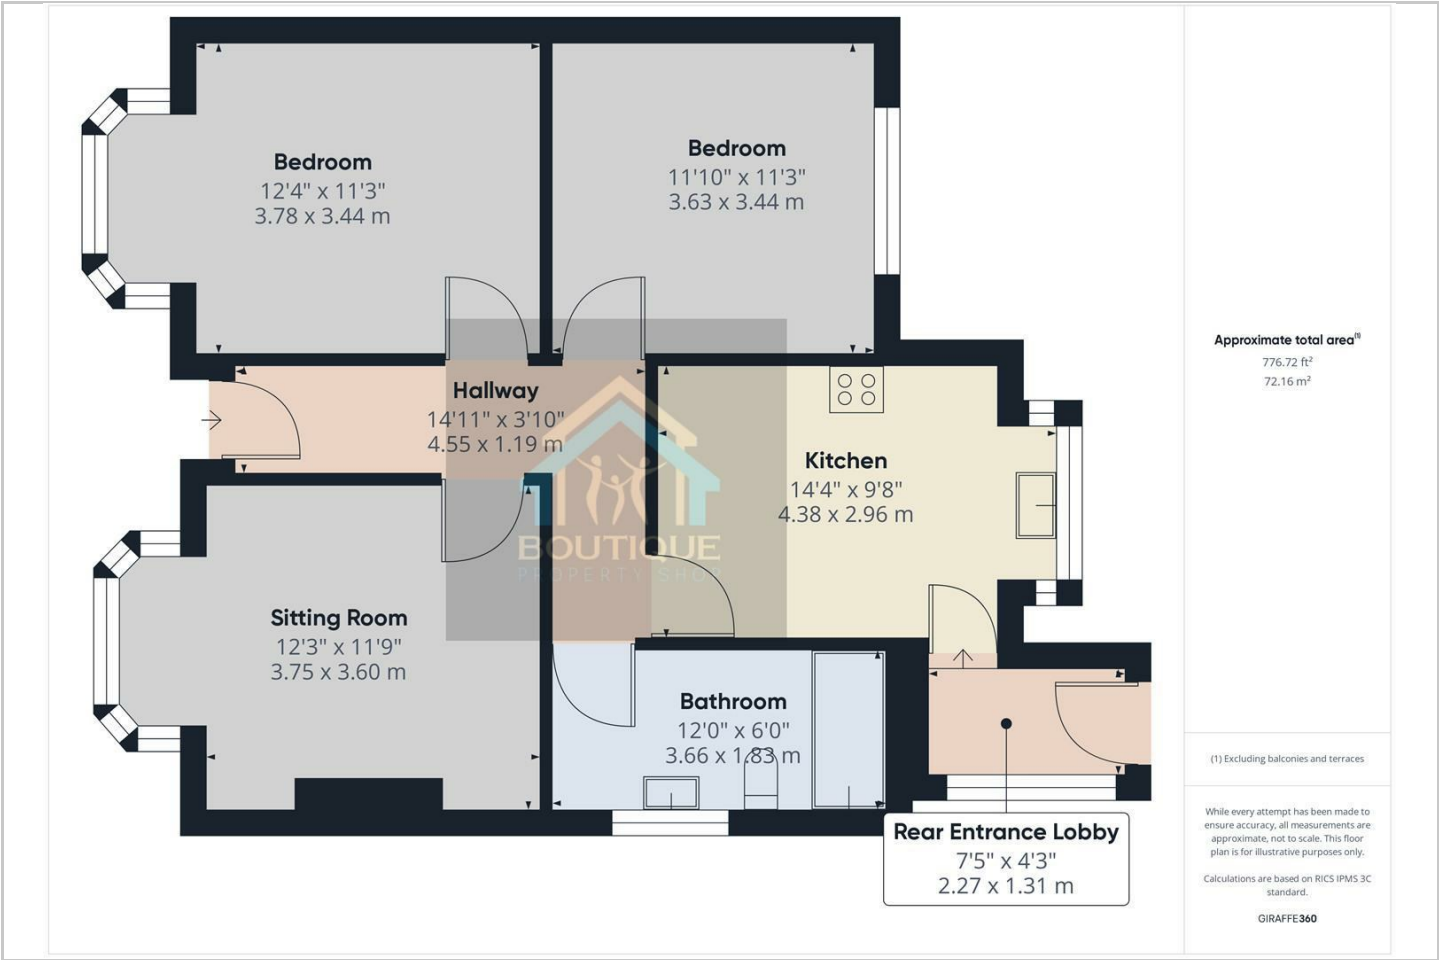 Bedroom
12'4" x 11'3"
3.78 x 3.44 m
Bedroom
11'10" x 11'3"
3.63 x 3.44 m
Hallway
14'11" x 3'10"
4.55 x 1.19 m
Kitchen
14'4" x 9'8"
4.38 x 2.96 m
BOUTIQUE
PROPERTY SHOP
Sitting Room
12'3" x 11'9"
3.75 x 3.60 m
Bathroom
12'0" x 6'0"
3.66 x 1.83 m
Rear Entrance Lobby
7'5" x 4'3"
2.27 x 1.31 m
Approximate total area(1)
776.72 ft²
72.16 m²
(1) Excluding balconies and terraces
While every attempt has been made to
ensure accuracy, all measurements are
approximate, not to scale. This floor
plan is for illustrative purposes only.
Calculations are based on RICS IPMS 3C
standard.
GIRAFFE360